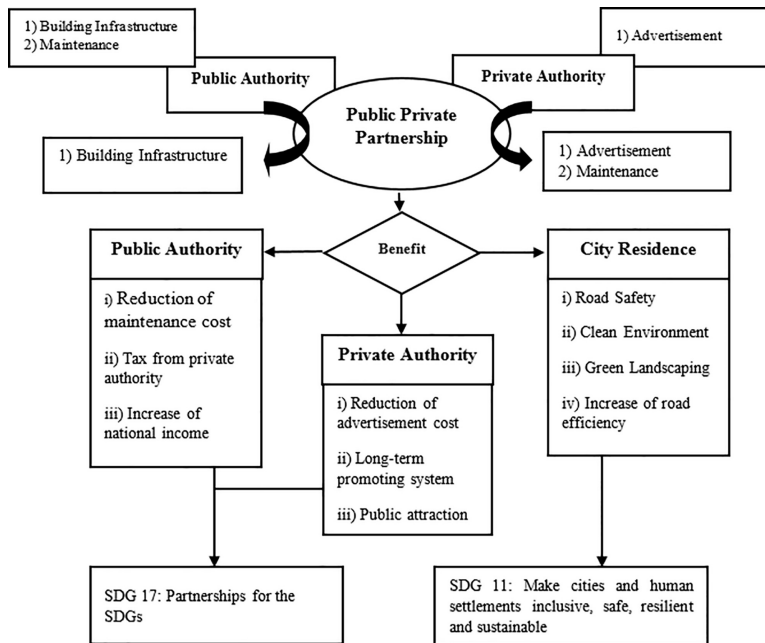 1) Building Infrastructure
2) Maintenance
1) Advertisement
Public Authority
Private Authority
Public Private
Partnership
1) Building Infrastructure
1) Advertisement
2) Maintenance
Benefit
Public Authority
i) Reduction of
maintenance cost
ii) Tax from private
authority
iii) Increase of
national income
Private Authority
i) Reduction of
advertisement cost
ii) Long-term
promoting system
iii) Public attraction
City Residence
i) Road Safety
ii) Clean Environment
iii) Green Landscaping
iv) Increase of road
efficiency
SDG 17: Partnerships for the
SDGs
SDG 11: Make cities and human
settlements inclusive, safe, resilient
and sustainable